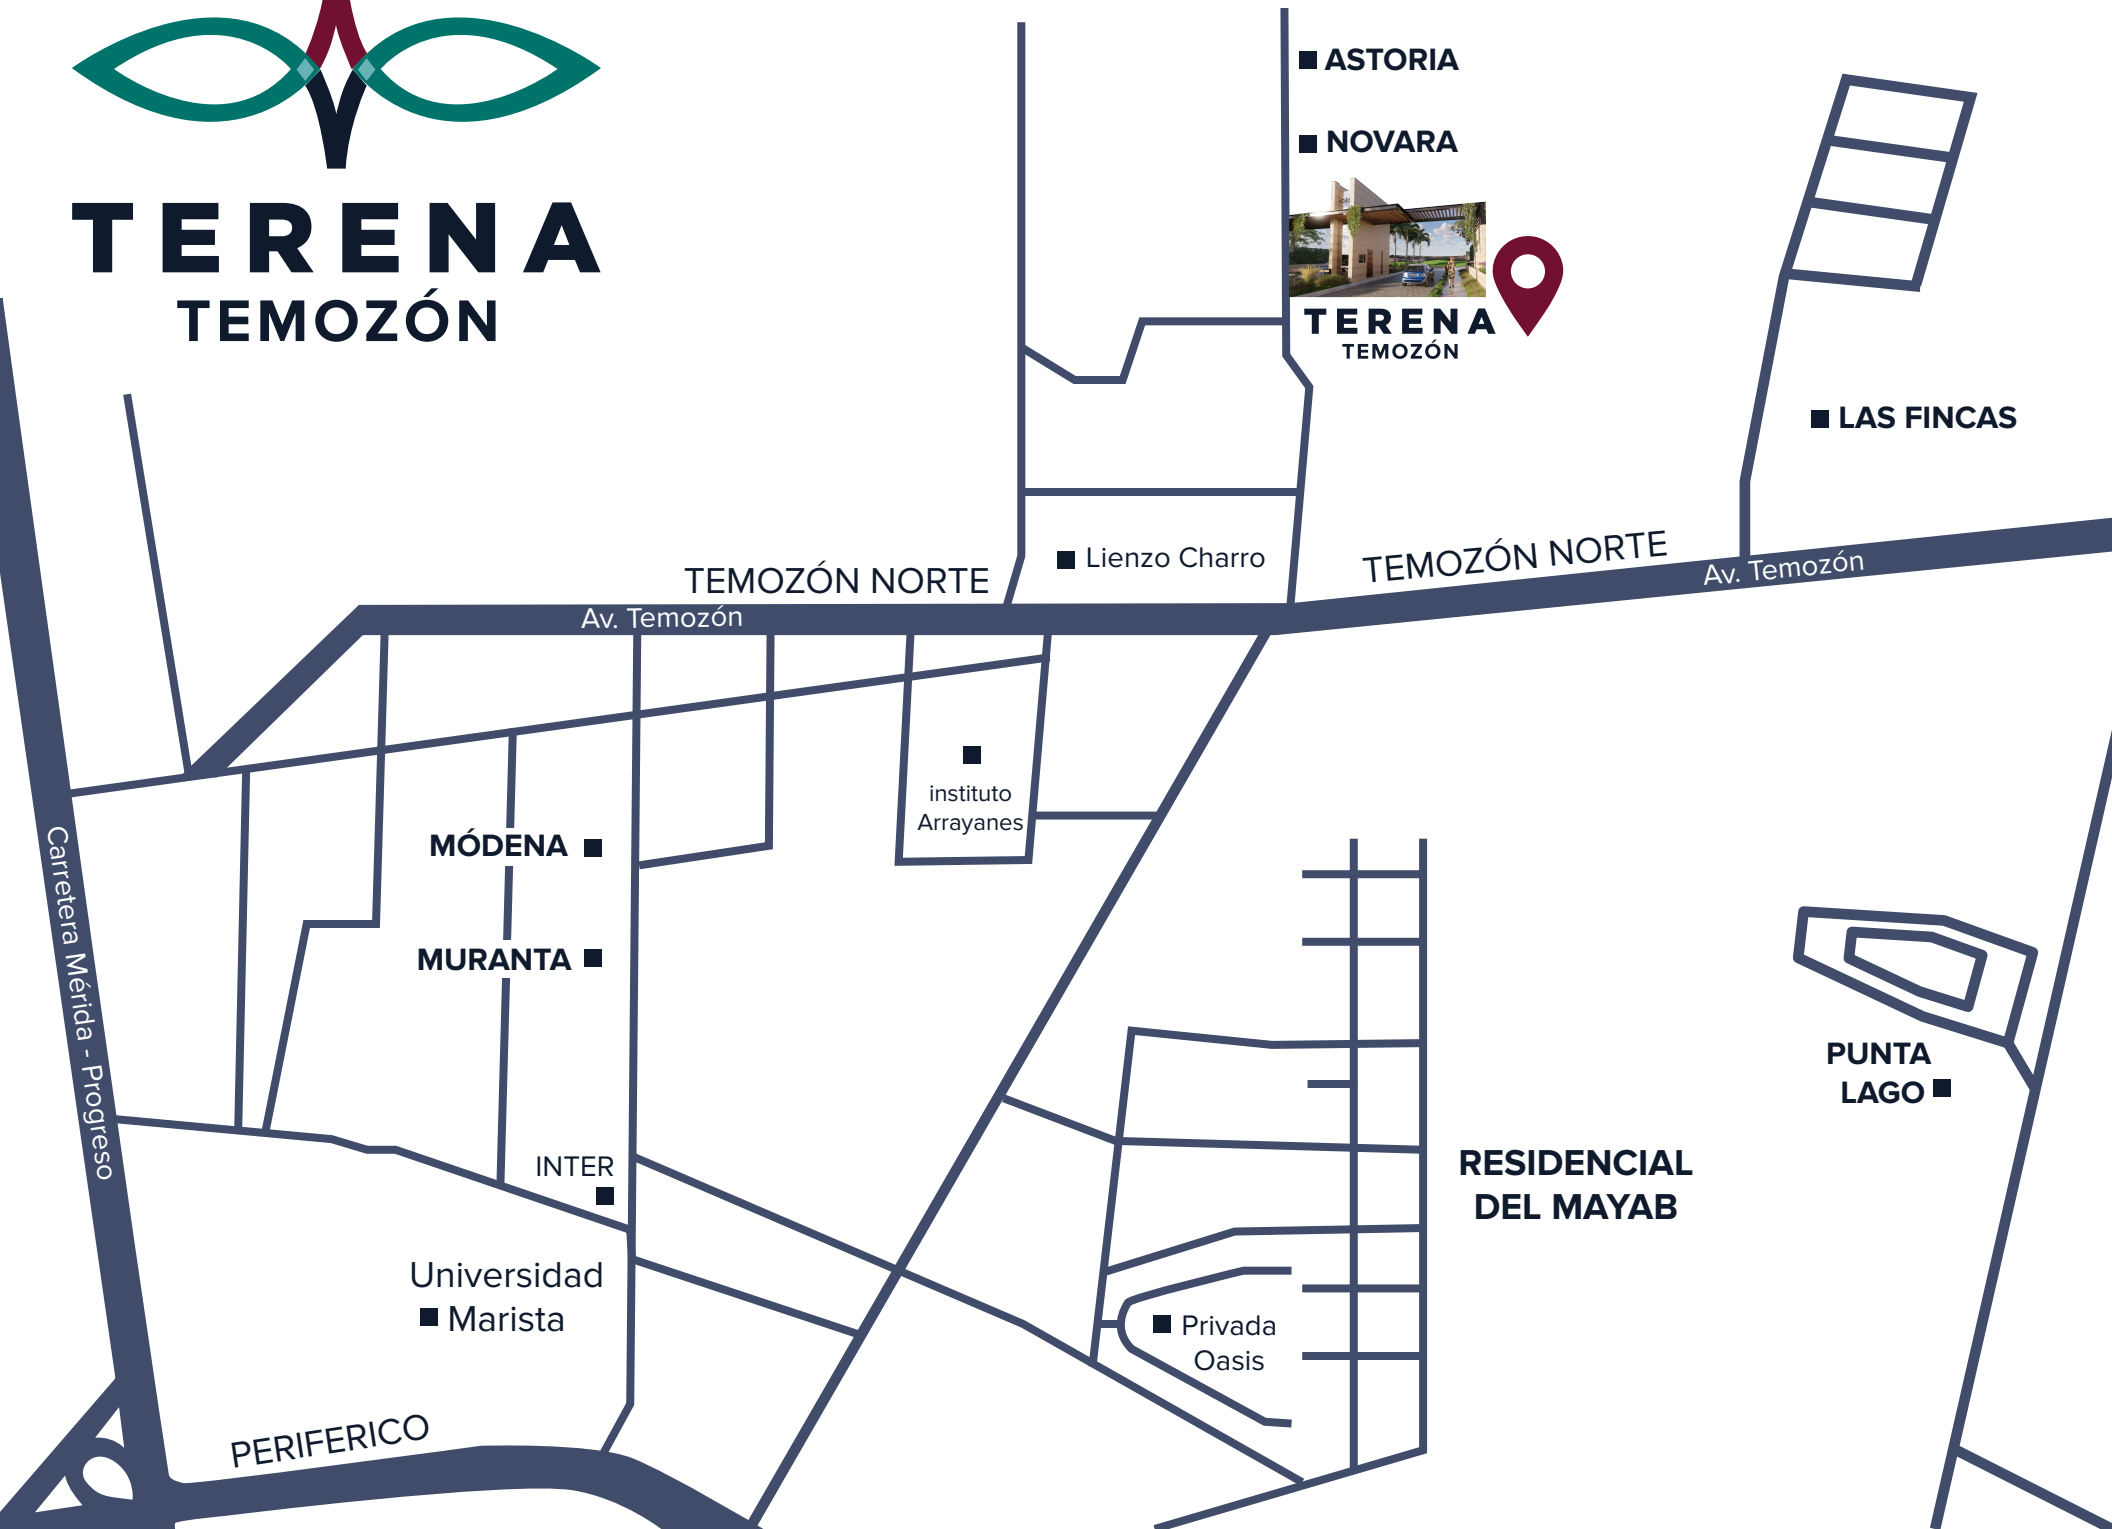 TERENA
TEMOZÓN
ASTORIA
NOVARA
TERENA
TEMOZÓN
LAS FINCAS
Lienzo Charro
TEMOZÓN NORTE
TEMOZÓN NORTE
Av. Temozón
Av. Temozón
instituto
Arrayanes
MÓDENA
MURANTA
Carretera Mérida - Progreso
PUNTA
LAGO
RESIDENCIAL
DEL MAYAB
INTER
Universidad
Marista
Privada
Oasis
PERIFERICO